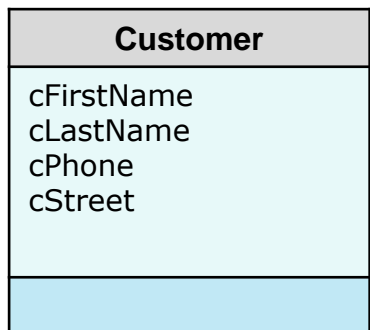 Customer
cFirstName
cLastName
cPhone
cStreet